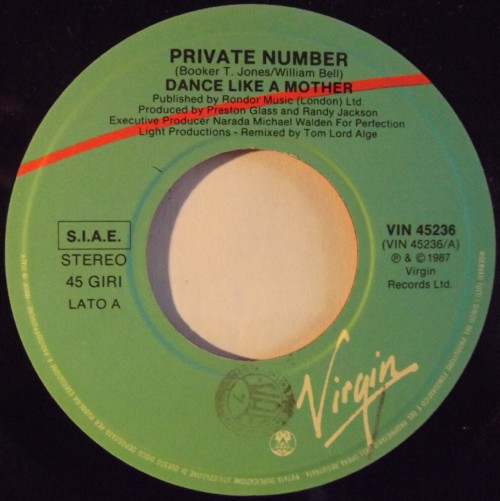 PRIVATE NUMBER
(Booker T. Jones/William Bell)
DANCE LIKE A MOTHER
Published by Rondor Music (London) Ltd.
Produced by Preston Glass and Randy Jackson
Executive Producer Narada Michael Walden For Perfection
Light Productions - Remixed by Tom Lord Alge
S.I.A.E.
STEREO
45 GIRI
LATO A
VIN 45236
(VIN 45236/A)
℗ & © 1987
Virgin
Records Ltd.
Virgin